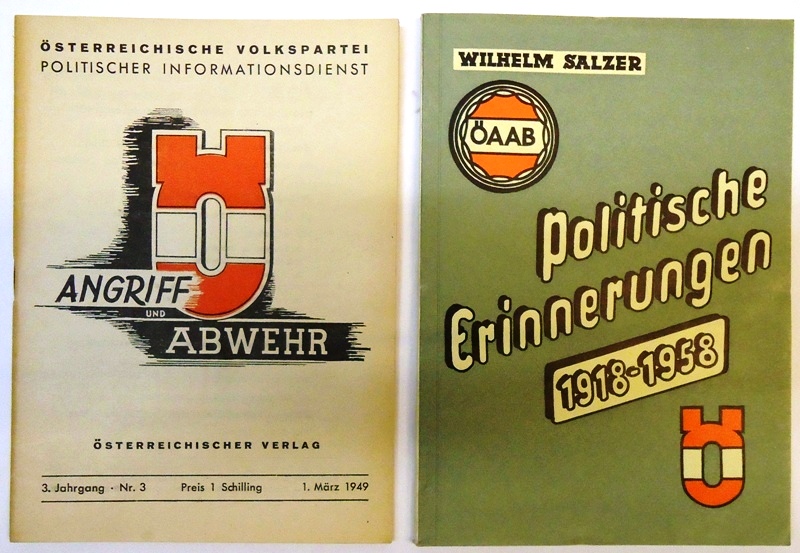 ÖSTERREICHISCHE VOLKSPARTEI
POLITISCHER INFORMATIONSDIENST
Ö
ANGRIFF
UND
ABWEHR
ÖSTERREICHISCHER VERLAG
3. Jahrgang · Nr. 3 Preis 1 Schilling 1. März 1949
WILHELM SALZER
ÖAAB
Politische
Erinnerungen
1918-1958
Ö